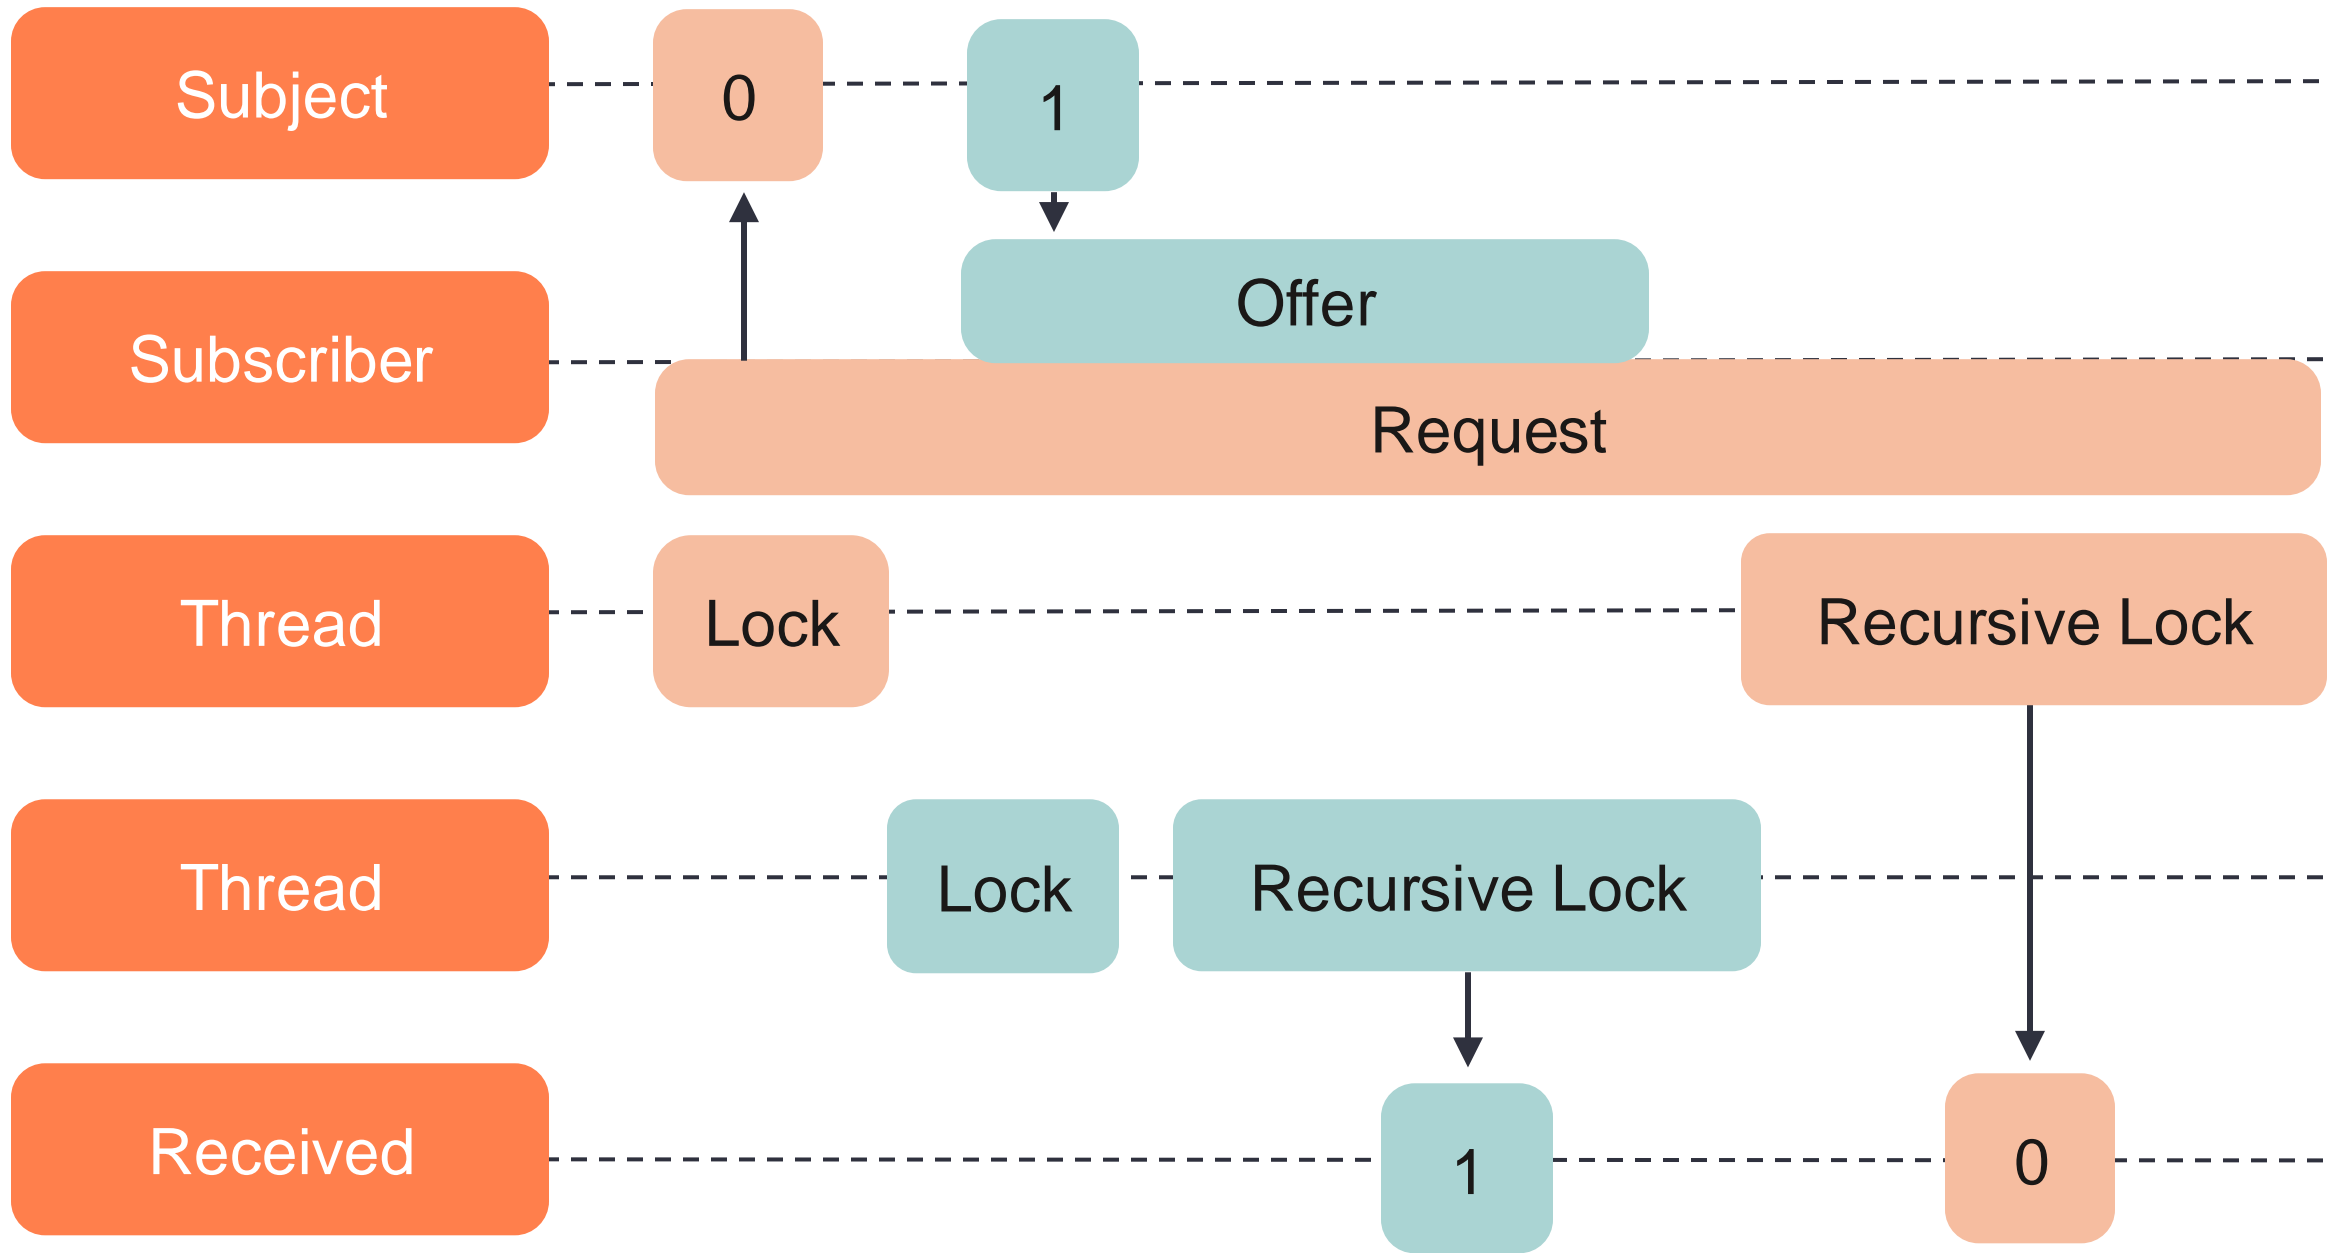 Subject
0
1
Offer
Subscriber
Request
Thread
Lock
Recursive Lock
Thread
Lock
Recursive Lock
Received
1
0